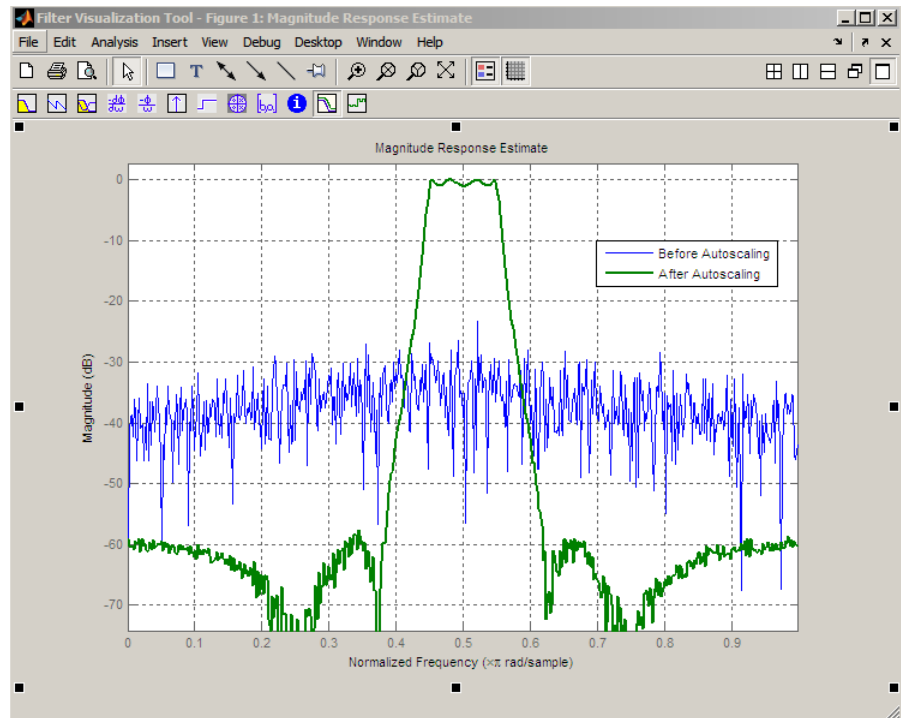 Filter Visualization Tool - Figure 1: Magnitude Response Estimate
File Edit Analysis Insert View Debug Desktop Window Help
Magnitude Response Estimate
0
-10
-20
-30
-40
-50
-60
-70
Magnitude (dB)
Before Autoscaling
After Autoscaling
0 0.1 0.2 0.3 0.4 0.5 0.6 0.7 0.8 0.9
Normalized Frequency (×π rad/sample)